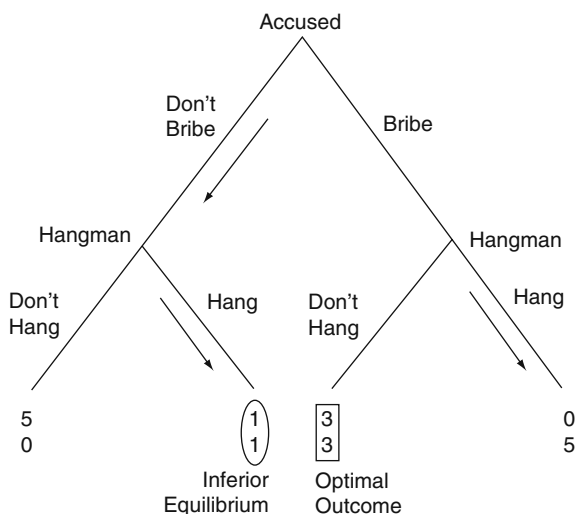 Accused
Don't
Bribe
Bribe
Hangman
Hangman
Don't
Hang
Hang
Don't
Hang
Hang
5
0
1
1
3
3
0
5
Inferior
Equilibrium
Optimal
Outcome